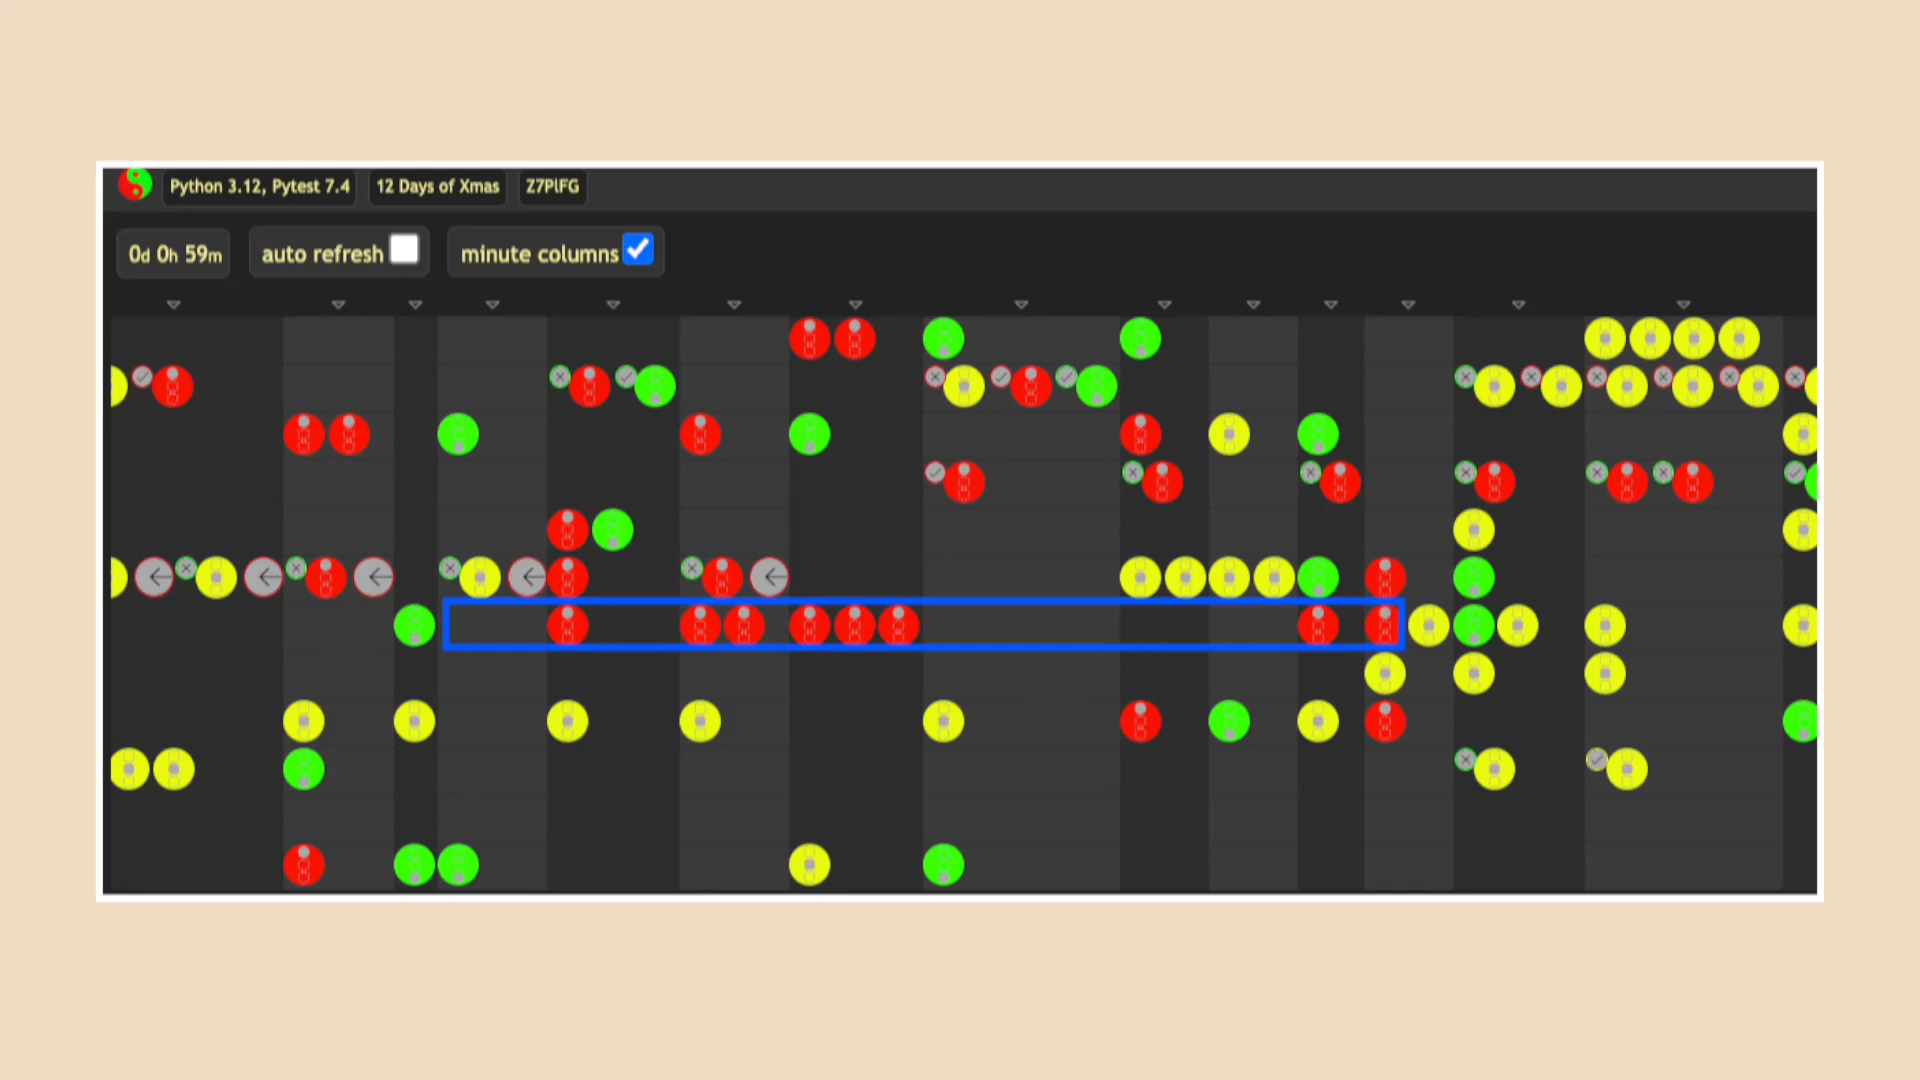 Python 3.12, Pytest 7.4 12 Days of Xmas Z7PlFG
0d 0h 59m auto refresh minute columns